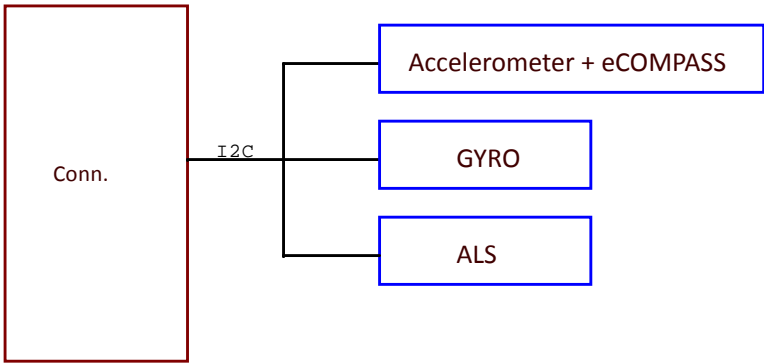 Accelerometer + eCOMPASS
I2C
GYRO
Conn.
ALS